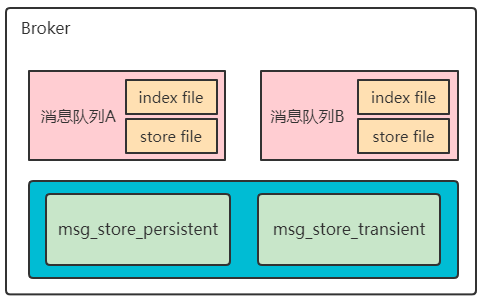 Broker
消息队列A
index file
store file
消息队列B
index file
store file
msg_store_persistent
msg_store_transient